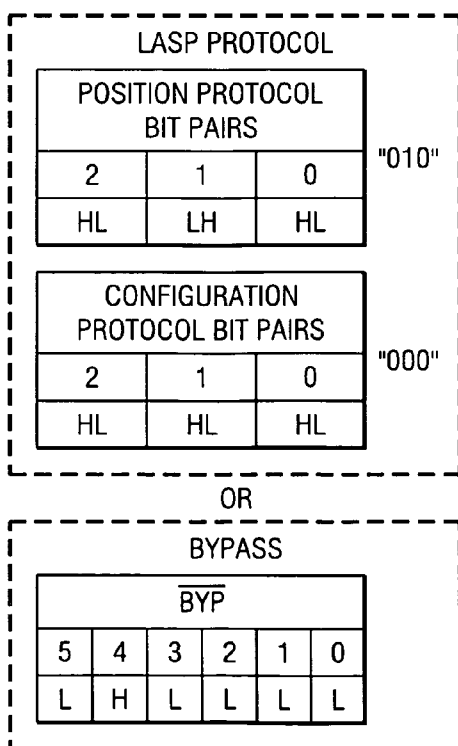 LASP PROTOCOL
POSITION PROTOCOL
BIT PAIRS
2 1 0
HL LH HL
"010"
CONFIGURATION
PROTOCOL BIT PAIRS
2 1 0
HL HL HL
"000"
OR
BYPASS
B̅Y̅P̅
5 4 3 2 1 0
L H L L L L